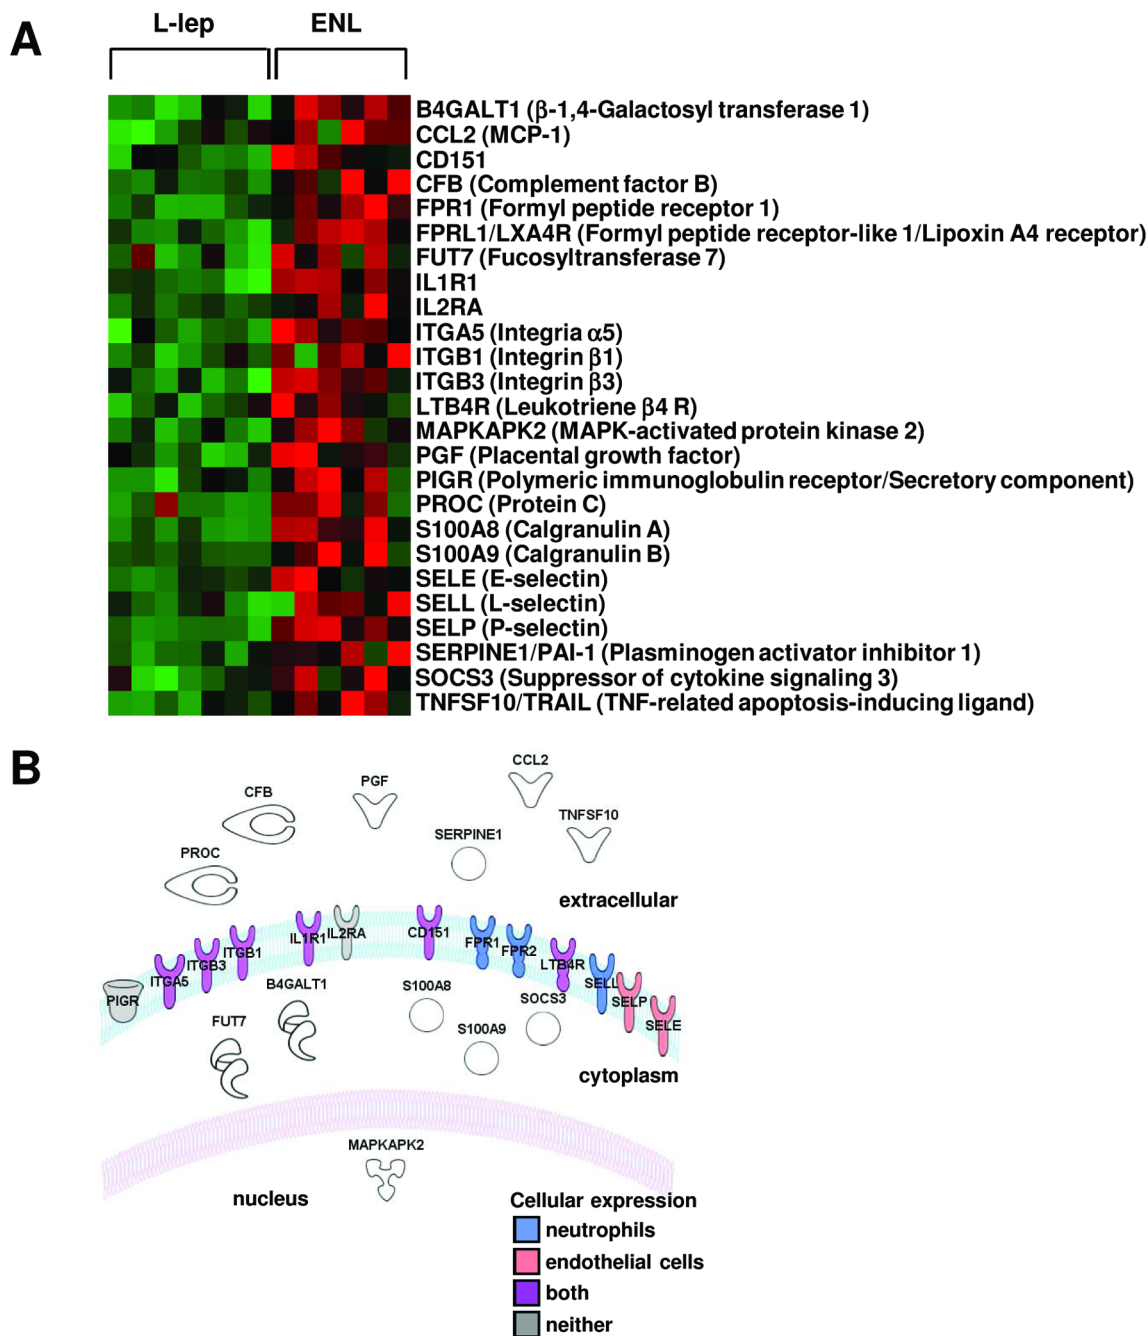 A
L-lep ENL
B4GALT1 (β-1,4-Galactosyl transferase 1)
CCL2 (MCP-1)
CD151
CFB (Complement factor B)
FPR1 (Formyl peptide receptor 1)
FPRL1/LXA4R (Formyl peptide receptor-like 1/Lipoxin A4 receptor)
FUT7 (Fucosyltransferase 7)
IL1R1
IL2RA
ITGA5 (Integria α5)
ITGB1 (Integrin β1)
ITGB3 (Integrin β3)
LTB4R (Leukotriene β4 R)
MAPKAPK2 (MAPK-activated protein kinase 2)
PGF (Placental growth factor)
PIGR (Polymeric immunoglobulin receptor/Secretory component)
PROC (Protein C)
S100A8 (Calgranulin A)
S100A9 (Calgranulin B)
SELE (E-selectin)
SELL (L-selectin)
SELP (P-selectin)
SERPINE1/PAI-1 (Plasminogen activator inhibitor 1)
SOCS3 (Suppressor of cytokine signaling 3)
TNFSF10/TRAIL (TNF-related apoptosis-inducing ligand)
B
CCL2
PGF
CFB
TNFSF10
SERPINE1
PROC
extracellular
IL1R1 IL2RA CD151
FPR1
FPR2
ITGB1
ITGB3
LTB4R
ITGA5
SELL
PIGR
SELP
SELE
B4GALT1
S100A8
SOCS3
FUT7
S100A9
cytoplasm
MAPKAPK2
nucleus
Cellular expression
neutrophils
endothelial cells
both
neither